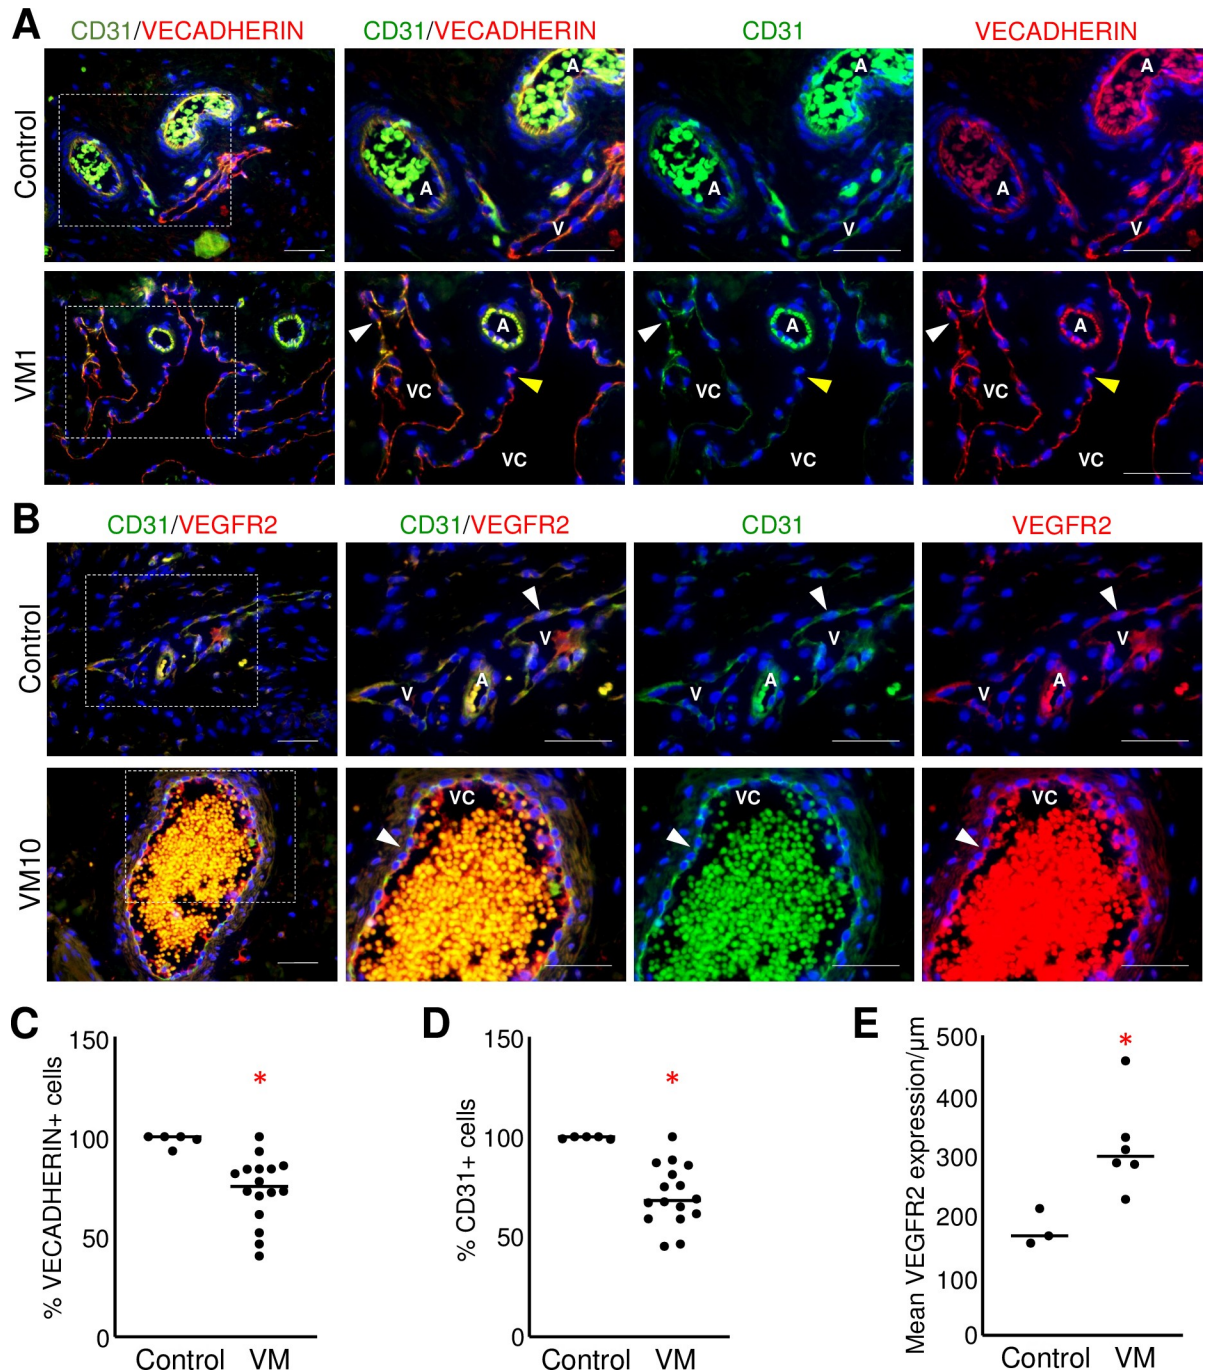 A
CD31/VECADHERIN CD31/VECADHERIN CD31 VECADHERIN
Control
A
A
V
A
A
V
A
A
V
VM1
A
VC
VC
A
VC
VC
A
VC
VC
B
CD31/VEGFR2 CD31/VEGFR2 CD31 VEGFR2
Control
V
A
V
V
A
V
V
A
V
VM10
VC
VC
VC
C
% VECADHERIN+ cells
150
*
100
50
0
Control VM
D
% CD31+ cells
150
*
100
50
0
Control VM
E
Mean VEGFR2 expression/µm
500
*
400
300
200
100
0
Control VM